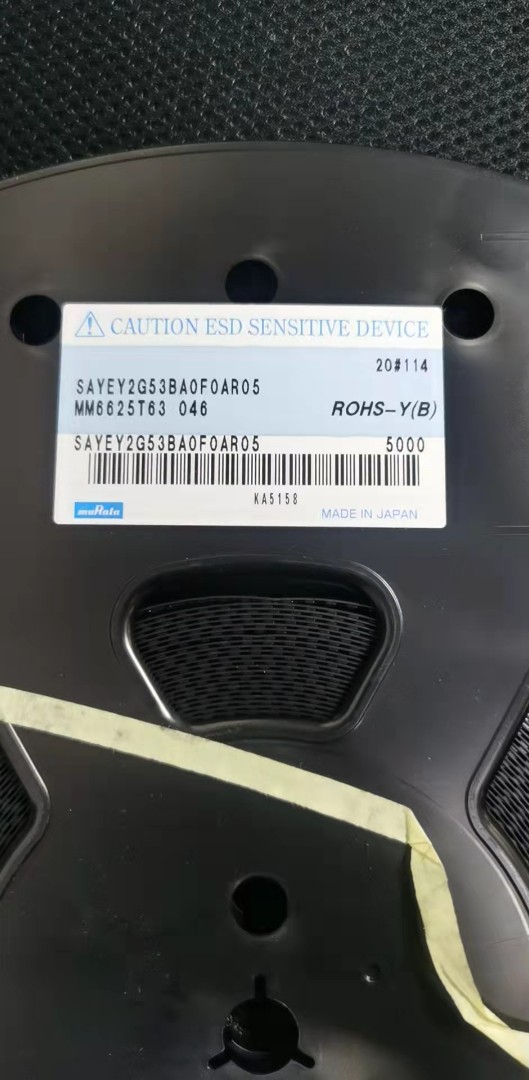 CAUTION ESD SENSITIVE DEVICE
20#114
SAYEY2G53BA0F0AR05
MM6625T63 046 ROHS-Y(B)
SAYEY2G53BA0F0AR05 5000
KA5158
muRata MADE IN JAPAN